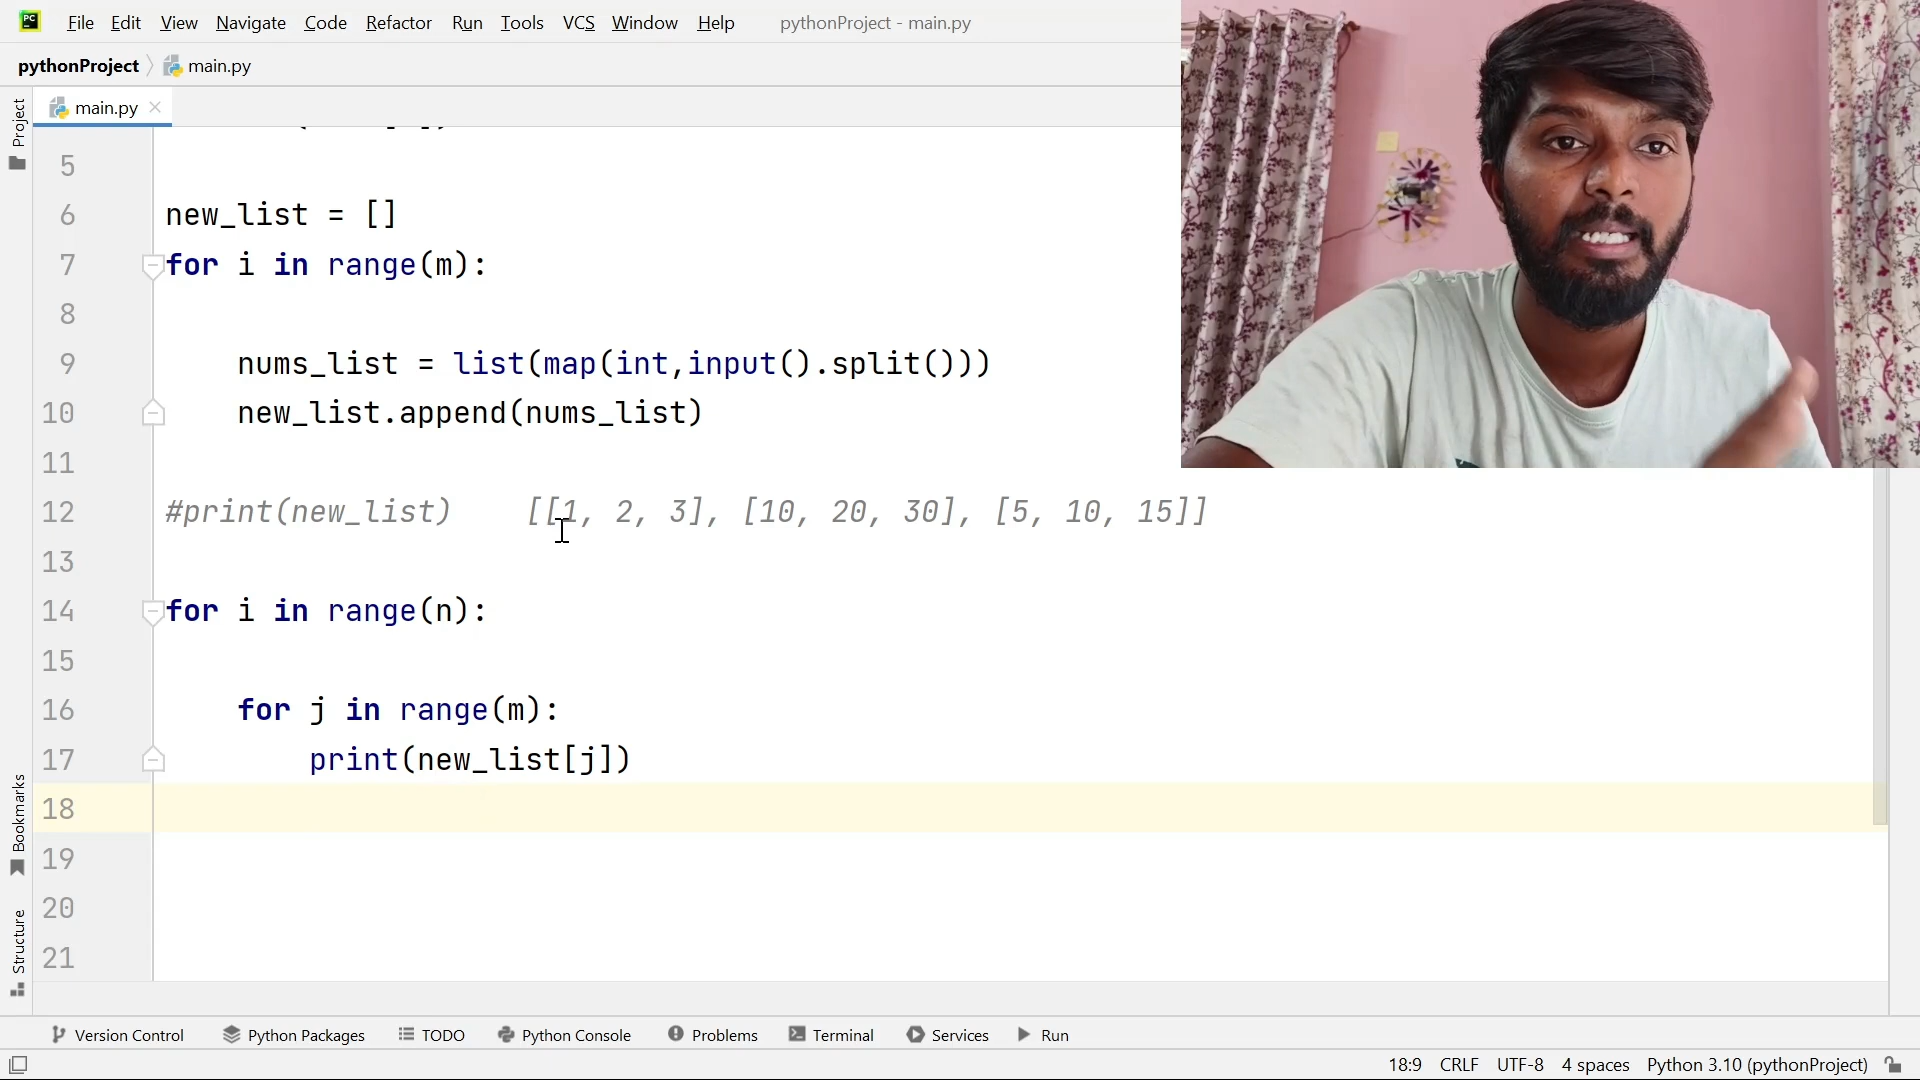 PC File Edit View Navigate Code Refactor Run Tools VCS Window Help pythonProject - main.py
pythonProject main.py
Project
main.py
5
6 new_list = []
7 for i in range(m):
8
9 nums_list = list(map(int,input().split()))
10 new_list.append(nums_list)
11
12 #print(new_list) [[1, 2, 3], [10, 20, 30], [5, 10, 15]]
13
14 for i in range(n):
15
16 for j in range(m):
17 print(new_list[j])
18
19
20
21
Bookmarks
Structure
Version Control Python Packages TODO Python Console Problems Terminal Services Run
18:9 CRLF UTF-8 4 spaces Python 3.10 (pythonProject)